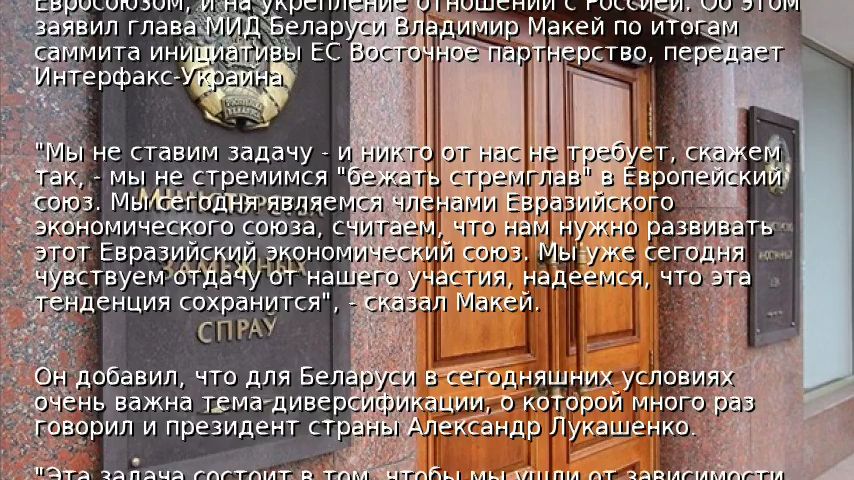 Евросоюзом, и на укрепление отношений с Россией. Об этом
заявил глава МИД Беларуси Владимир Макей по итогам
саммита инициативы ЕС Восточное партнерство, передает
Интерфакс-Украина
"Мы не ставим задачу - и никто от нас не требует, скажем
так, - мы не стремимся "бежать стремглав" в Европейский
союз. Мы сегодня являемся членами Евразийского
экономического союза, считаем, что нам нужно развивать
этот Евразийский экономический союз. Мы уже сегодня
чувствуем отдачу от нашего участия, надеемся, что эта
тенденция сохранится", - сказал Макей.
Он добавил, что для Беларуси в сегодняшних условиях
очень важна тема диверсификации, о которой много раз
говорил и президент страны Александр Лукашенко.
"Эта задача состоит в том, чтобы мы ушли от зависимости
СПРАЎ